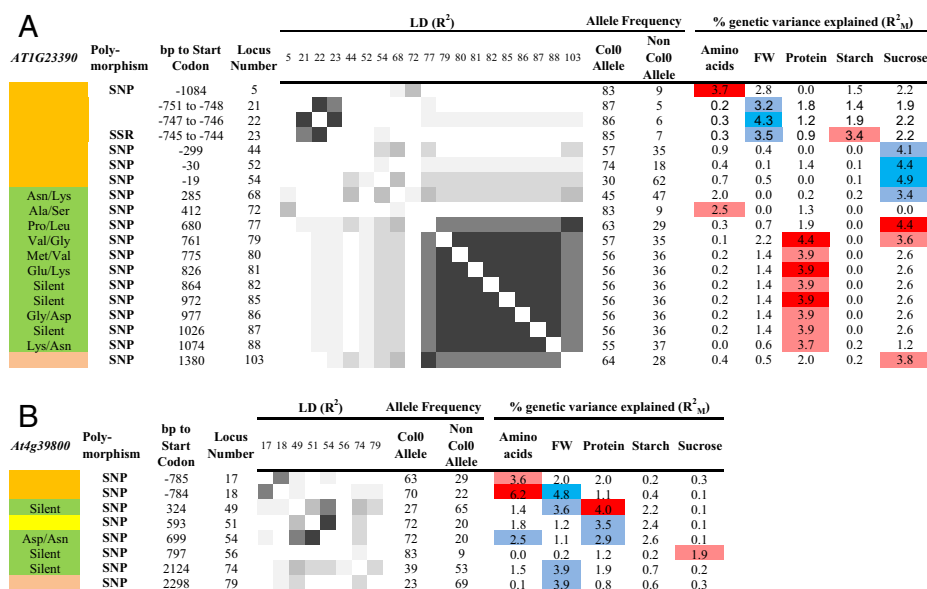 A
LD (R²) Allele Frequency % genetic variance explained (R²M)
AT1G23390 Poly-morphism bp to Start Codon Locus Number 5 21 22 23 44 52 54 68 72 77 79 80 81 82 85 86 87 88 103 Col0 Allele Non Col0 Allele Amino acids FW Protein Starch Sucrose
SNP -1084 5 83 9 3.7 2.8 0.0 1.5 2.2
-751 to -748 21 87 5 0.2 3.2 1.8 1.4 1.9
-747 to -746 22 86 6 0.3 4.3 1.2 1.9 2.2
SSR -745 to -744 23 85 7 0.3 3.5 0.9 3.4 2.2
SNP -299 44 57 35 0.9 0.4 0.0 0.0 4.1
SNP -30 52 74 18 0.4 0.1 1.4 0.1 4.4
SNP -19 54 30 62 0.7 0.5 0.0 0.1 4.9
Asn/Lys SNP 285 68 45 47 2.0 0.0 0.2 0.2 3.4
Ala/Ser SNP 412 72 83 9 2.5 0.0 1.3 0.0 0.0
Pro/Leu SNP 680 77 63 29 0.3 0.7 1.9 0.0 4.4
Val/Gly SNP 761 79 57 35 0.1 2.2 4.4 0.0 3.6
Met/Val SNP 775 80 56 36 0.2 1.4 3.9 0.0 2.6
Glu/Lys SNP 826 81 56 36 0.2 1.4 3.9 0.0 2.6
Silent SNP 864 82 56 36 0.2 1.4 3.9 0.0 2.6
Silent SNP 972 85 56 36 0.2 1.4 3.9 0.0 2.6
Gly/Asp SNP 977 86 56 36 0.2 1.4 3.9 0.0 2.6
Silent SNP 1026 87 56 36 0.2 1.4 3.9 0.0 2.6
Lys/Asn SNP 1074 88 55 37 0.0 0.6 3.7 0.2 1.2
SNP 1380 103 64 28 0.4 0.5 2.0 0.2 3.8
B
LD (R²) Allele Frequency % genetic variance explained (R²M)
At4g39800 Poly-morphism bp to Start Codon Locus Number 17 18 49 51 54 56 74 79 Col0 Allele Non Col0 Allele Amino acids FW Protein Starch Sucrose
SNP -785 17 63 29 3.6 2.0 2.0 0.2 0.3
SNP -784 18 70 22 6.2 4.8 1.1 0.4 0.1
Silent SNP 324 49 27 65 1.4 3.6 4.0 2.2 0.1
SNP 593 51 72 20 1.8 1.2 3.5 2.4 0.1
Asp/Asn SNP 699 54 72 20 2.5 1.1 2.9 2.6 0.1
Silent SNP 797 56 83 9 0.0 0.2 1.2 0.2 1.9
Silent SNP 2124 74 39 53 1.5 3.9 1.9 0.7 0.2
SNP 2298 79 23 69 0.1 3.9 0.8 0.6 0.3